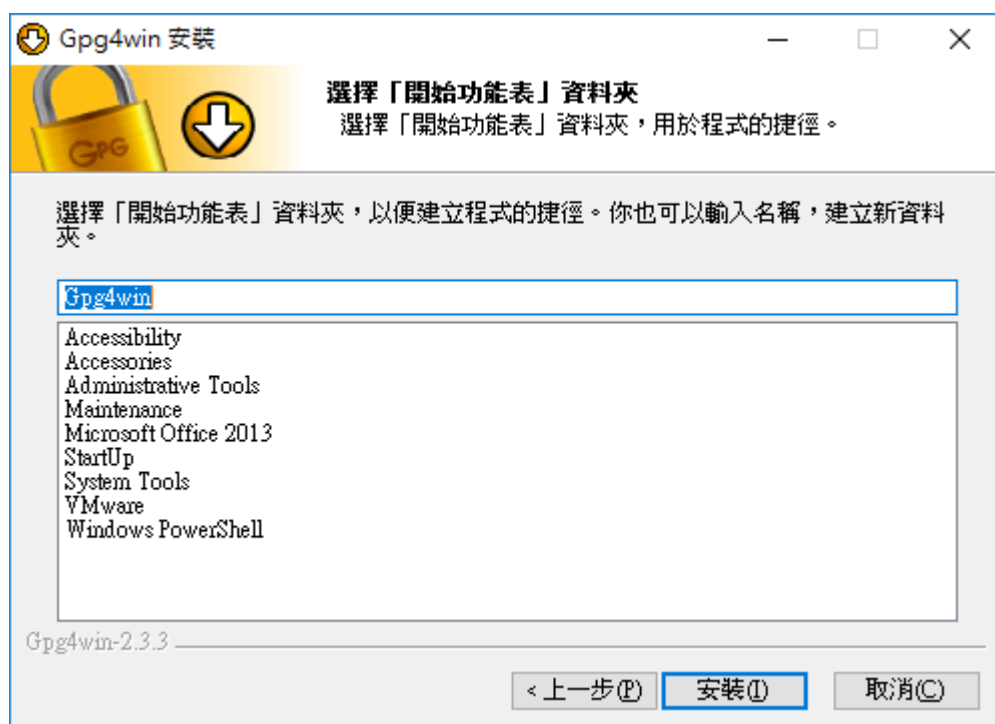 Gpg4win 安裝
GPG
選擇「開始功能表」資料夾
選擇「開始功能表」資料夾，用於程式的捷徑。
選擇「開始功能表」資料夾，以便建立程式的捷徑。你也可以輸入名稱，建立新資料
夾。
Gpg4win
Accessibility
Accessories
Administrative Tools
Maintenance
Microsoft Office 2013
StartUp
System Tools
VMware
Windows PowerShell
Gpg4win-2.3.3
< 上一步(P)
安裝(I)
取消(C)